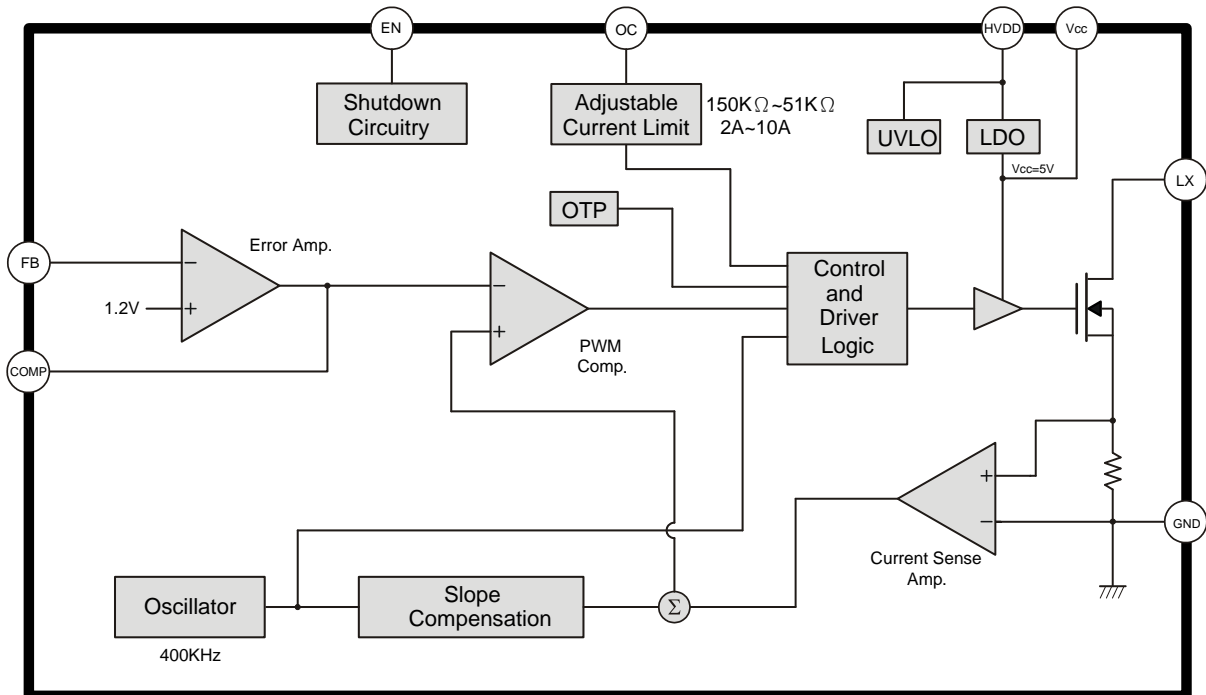 EN
OC
HVDD
Vcc
Shutdown
Circuitry
Adjustable
Current Limit
150KΩ~51KΩ
2A~10A
UVLO
LDO
Vcc=5V
LX
OTP
Error Amp.
FB
−
1.2V
+
COMP
−
+
PWM
Comp.
Control
and
Driver
Logic
+
−
GND
Current Sense
Amp.
Oscillator
400KHz
Slope
Compensation
Σ